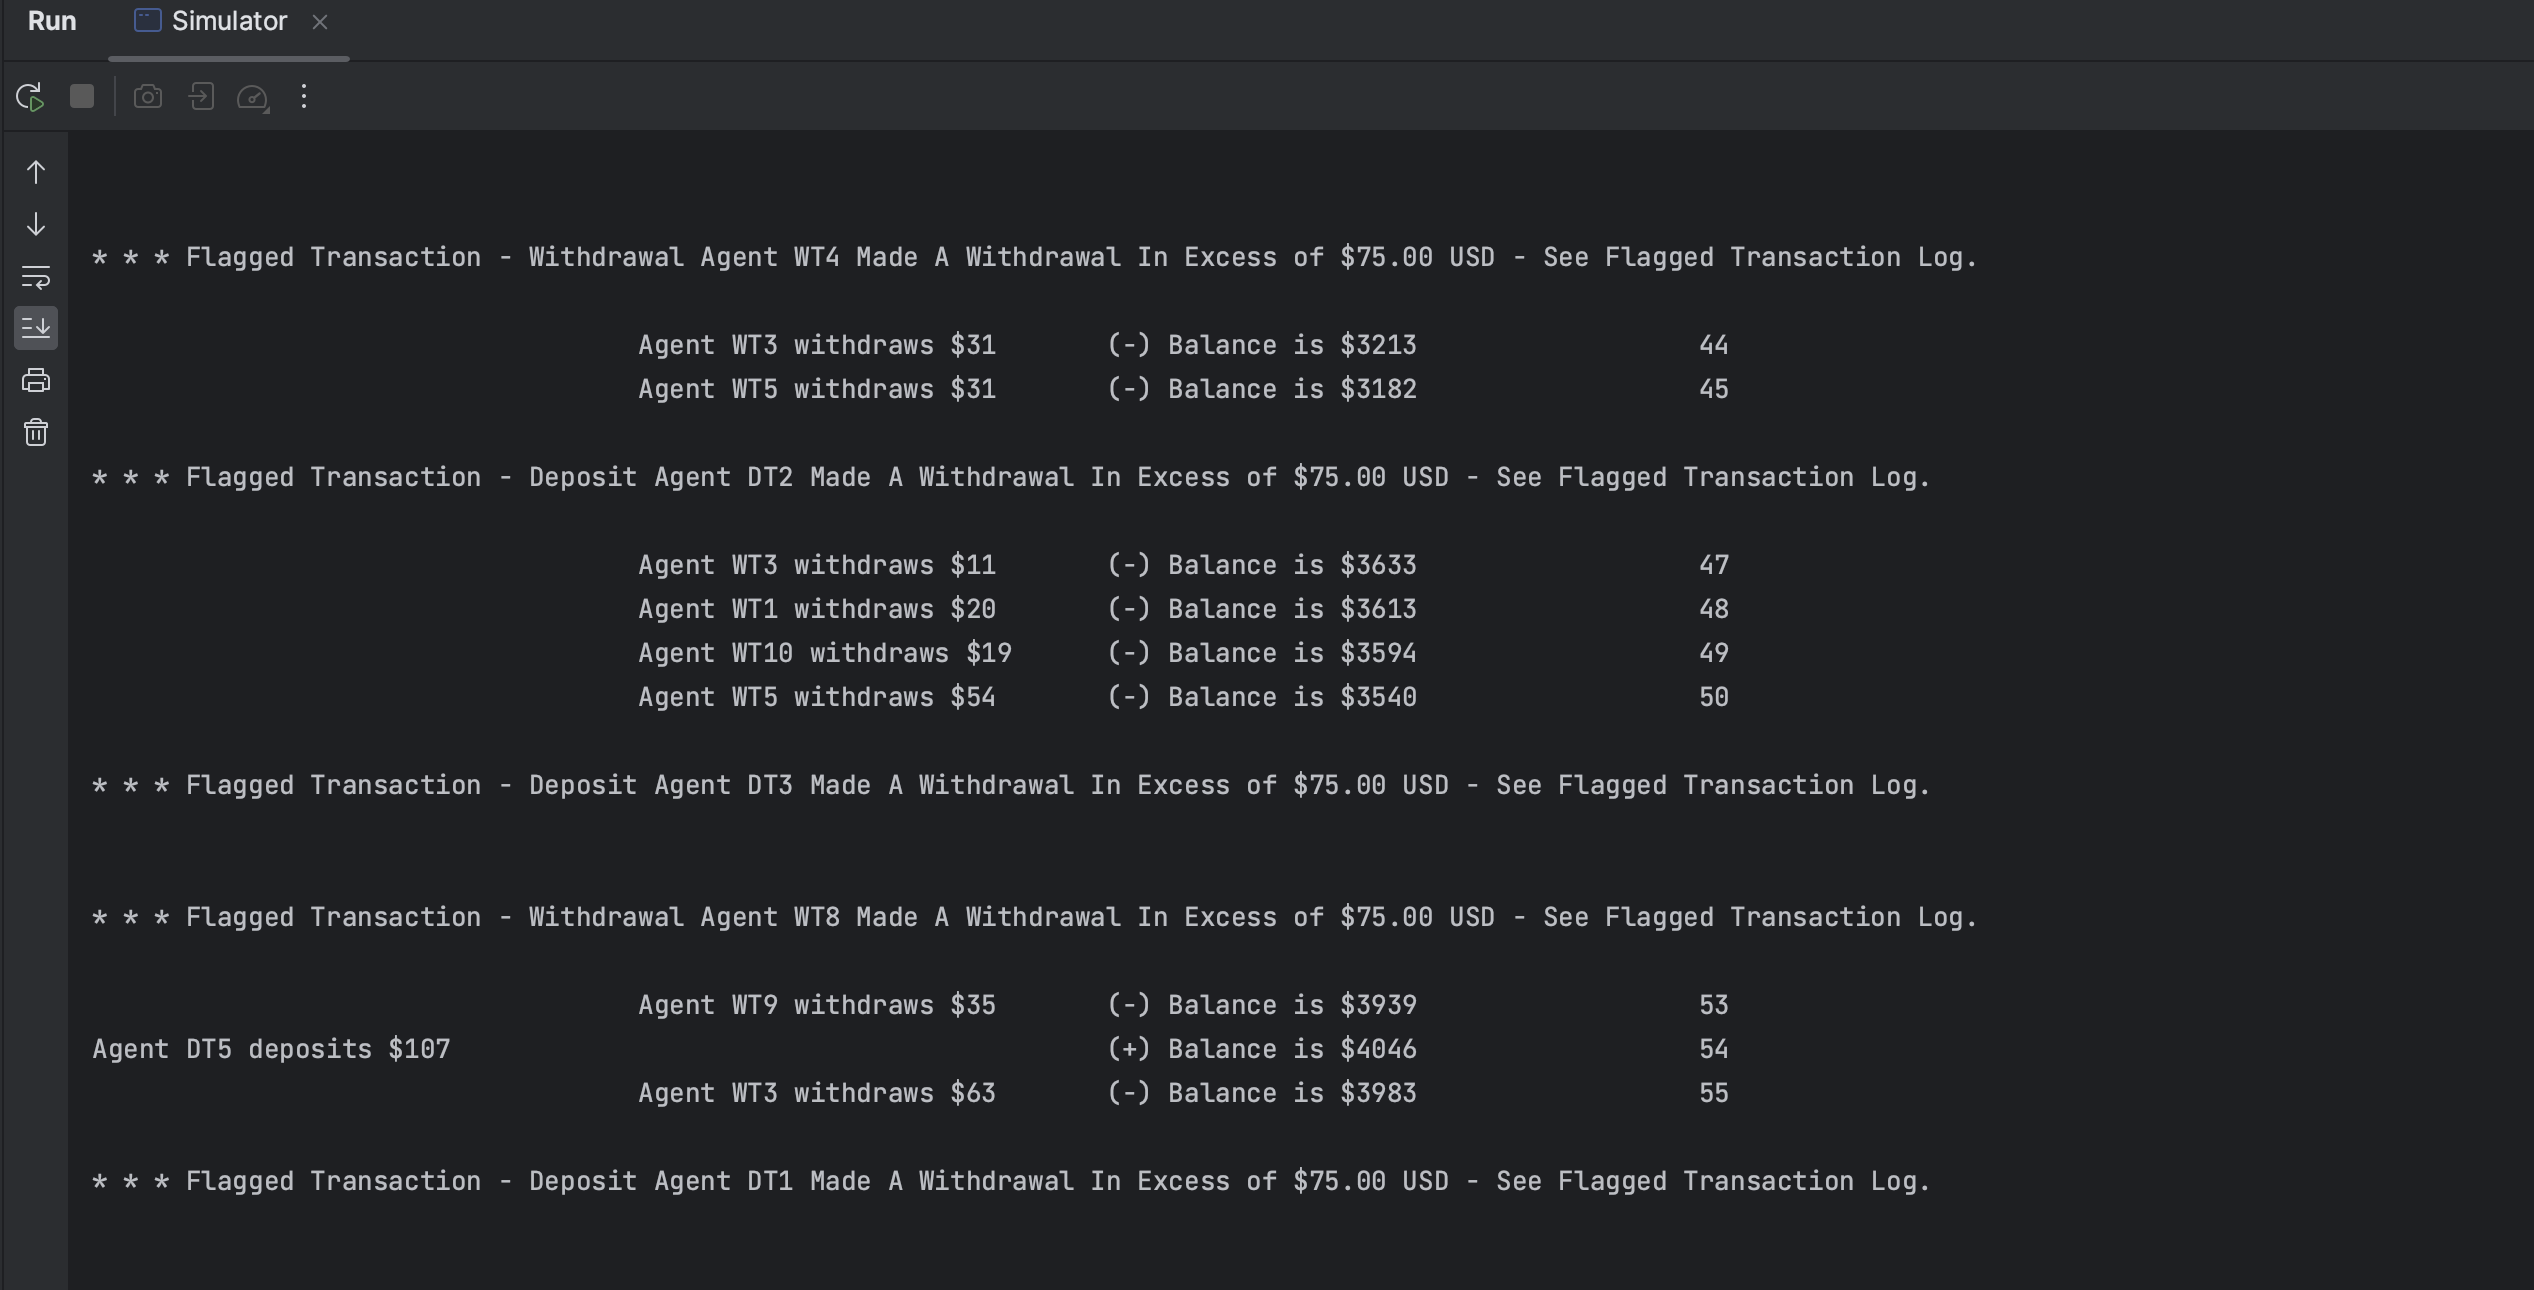 Run Simulator
* * * Flagged Transaction - Withdrawal Agent WT4 Made A Withdrawal In Excess of $75.00 USD - See Flagged Transaction Log.
Agent WT3 withdraws $31 (-) Balance is $3213 44
Agent WT5 withdraws $31 (-) Balance is $3182 45
* * * Flagged Transaction - Deposit Agent DT2 Made A Withdrawal In Excess of $75.00 USD - See Flagged Transaction Log.
Agent WT3 withdraws $11 (-) Balance is $3633 47
Agent WT1 withdraws $20 (-) Balance is $3613 48
Agent WT10 withdraws $19 (-) Balance is $3594 49
Agent WT5 withdraws $54 (-) Balance is $3540 50
* * * Flagged Transaction - Deposit Agent DT3 Made A Withdrawal In Excess of $75.00 USD - See Flagged Transaction Log.
* * * Flagged Transaction - Withdrawal Agent WT8 Made A Withdrawal In Excess of $75.00 USD - See Flagged Transaction Log.
Agent WT9 withdraws $35 (-) Balance is $3939 53
Agent DT5 deposits $107 (+) Balance is $4046 54
Agent WT3 withdraws $63 (-) Balance is $3983 55
* * * Flagged Transaction - Deposit Agent DT1 Made A Withdrawal In Excess of $75.00 USD - See Flagged Transaction Log.